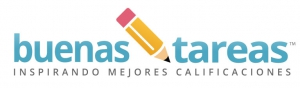 buenas tareas™
INSPIRANDO MEJORES CALIFICACIONES